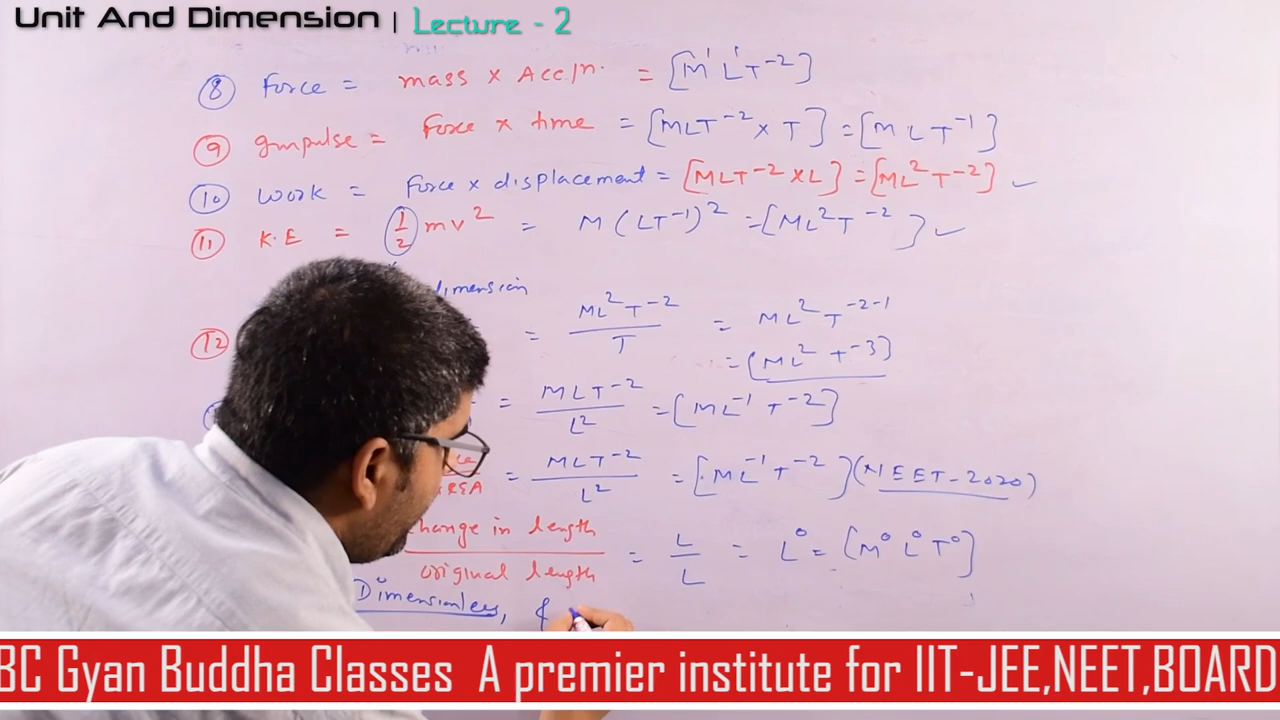 Unit And Dimension | Lecture - 2
⑧ Force = mass × Acc/n. = [M¹L¹T⁻²]
⑨ Impulse = Force × time = [MLT⁻² × T] = [MLT⁻¹]
⑩ work = Force × displacement = [MLT⁻² × L] = [ML²T⁻²] ✓
⑪ K.E = ½ mv² = M(LT⁻¹)² = [ML²T⁻²] ✓
dimension
⑫ = ML²T⁻² / T = ML²T⁻²⁻¹
= [ML²T⁻³]
= MLT⁻² / L² = [ML⁻¹T⁻²]
= MLT⁻² / L² = [ML⁻¹T⁻²] (NEET-2020)
change in length / original length = L / L = L⁰ = [M⁰L⁰T⁰]
Dimensionless, &
BC Gyan Buddha Classes A premier institute for IIT-JEE,NEET,BOARD